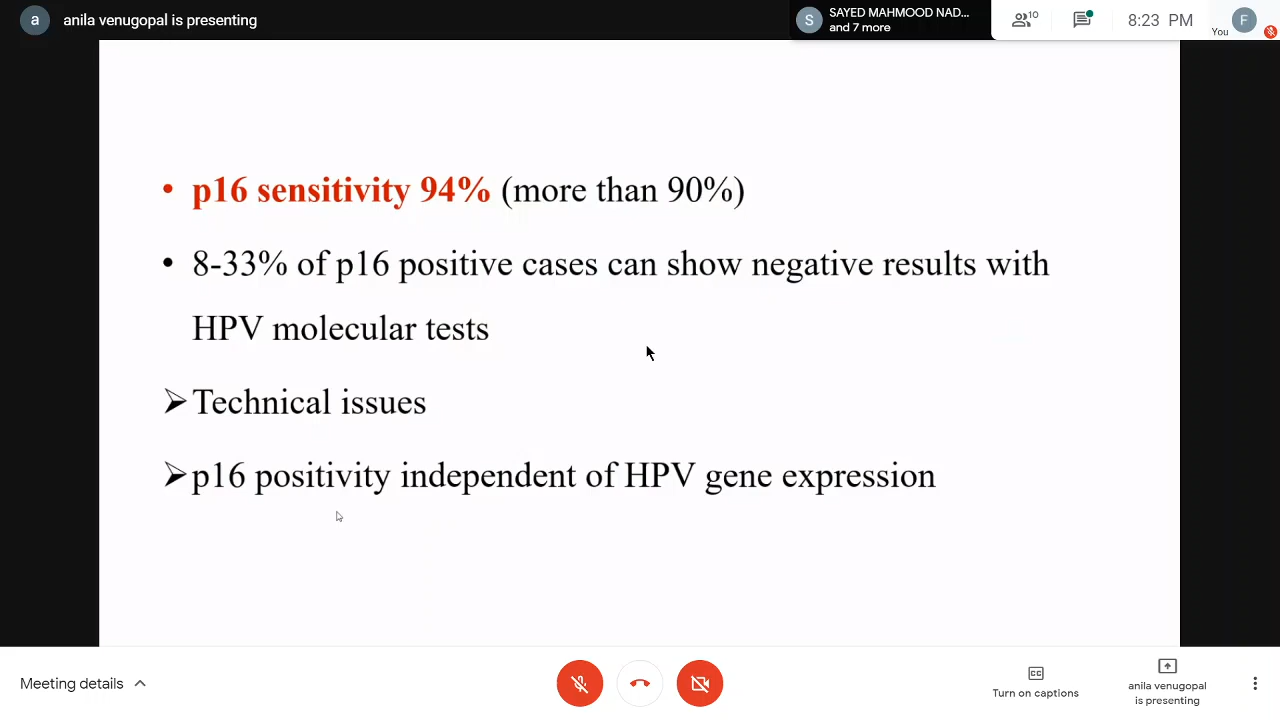 a anila venugopal is presenting
S SAYED MAHMOOD NAD...
and 7 more
10
8:23 PM
You F
• p16 sensitivity 94% (more than 90%)
• 8-33% of p16 positive cases can show negative results with
HPV molecular tests
➢ Technical issues
➢ p16 positivity independent of HPV gene expression
Meeting details
CC
Turn on captions
anila venugopal
is presenting